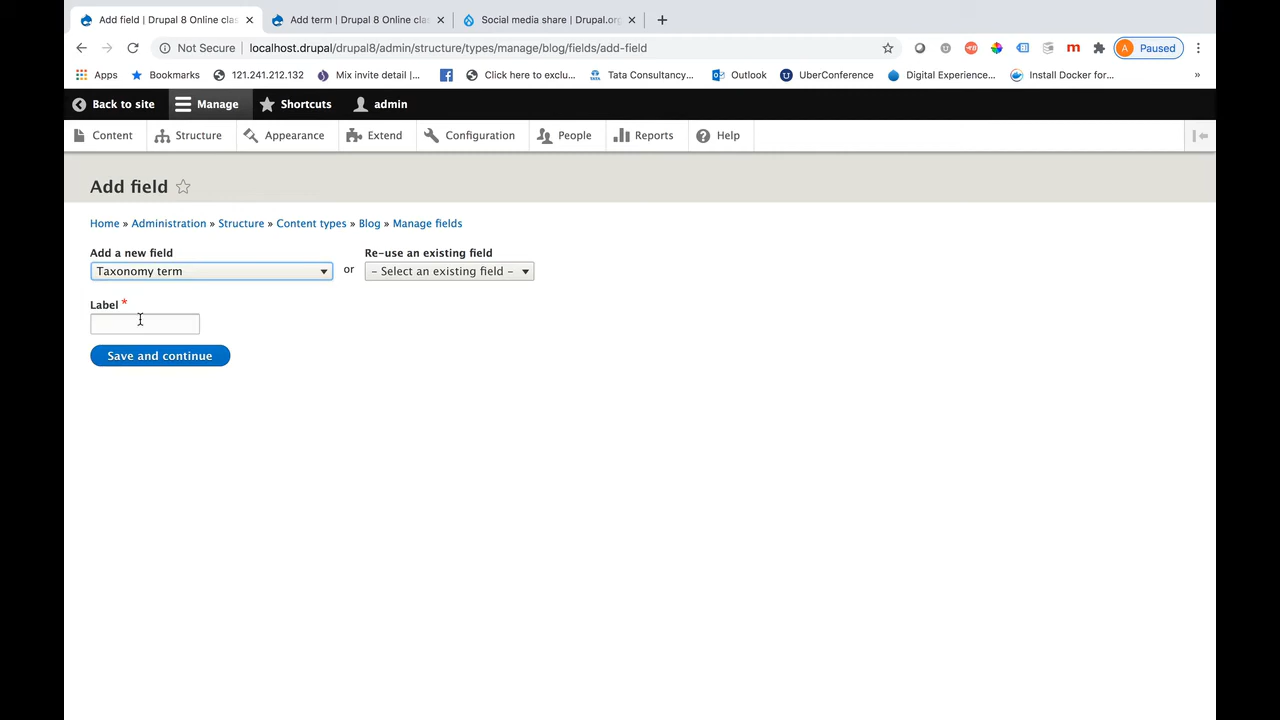 Add field | Drupal 8 Online clas
Add term | Drupal 8 Online clas
Social media share | Drupal.org
Not Secure
localhost.drupal/drupal8/admin/structure/types/manage/blog/fields/add-field
A Paused
Apps
Bookmarks
121.241.212.132
Mix invite detail |...
Click here to exclu...
Tata Consultancy...
Outlook
UberConference
Digital Experience...
Install Docker for...
»
Back to site
Manage
Shortcuts
admin
Content
Structure
Appearance
Extend
Configuration
People
Reports
Help
Add field
Home » Administration » Structure » Content types » Blog » Manage fields
Add a new field
Taxonomy term
or
Re-use an existing field
- Select an existing field -
Label *
Save and continue